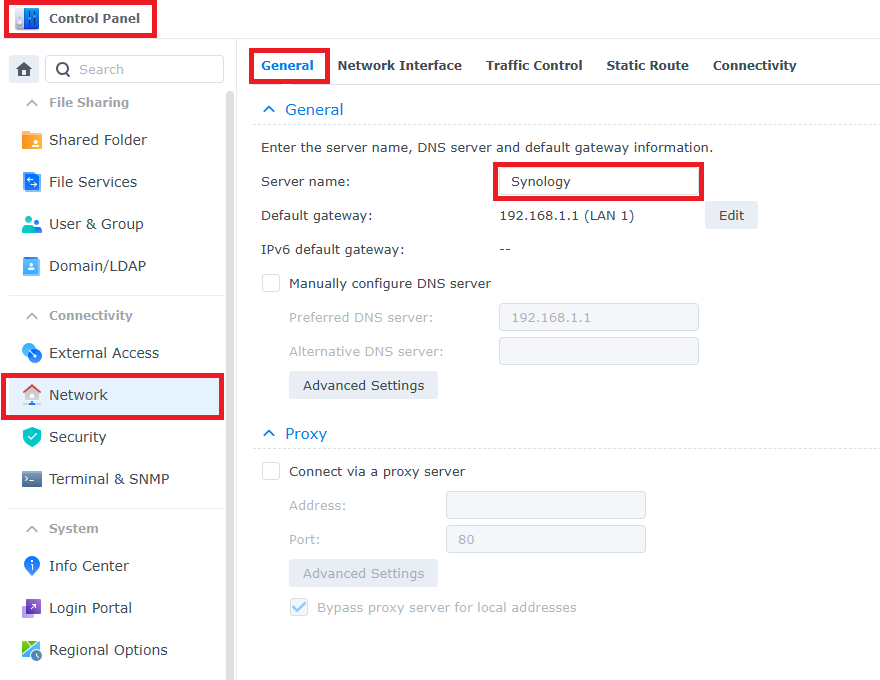 Control Panel
Search
File Sharing
Shared Folder
File Services
User & Group
Domain/LDAP
Connectivity
External Access
Network
Security
Terminal & SNMP
System
Info Center
Login Portal
Regional Options
General Network Interface Traffic Control Static Route Connectivity
General
Enter the server name, DNS server and default gateway information.
Server name: Synology
Default gateway: 192.168.1.1 (LAN 1) Edit
IPv6 default gateway: --
Manually configure DNS server
Preferred DNS server: 192.168.1.1
Alternative DNS server:
Advanced Settings
Proxy
Connect via a proxy server
Address:
Port: 80
Advanced Settings
Bypass proxy server for local addresses